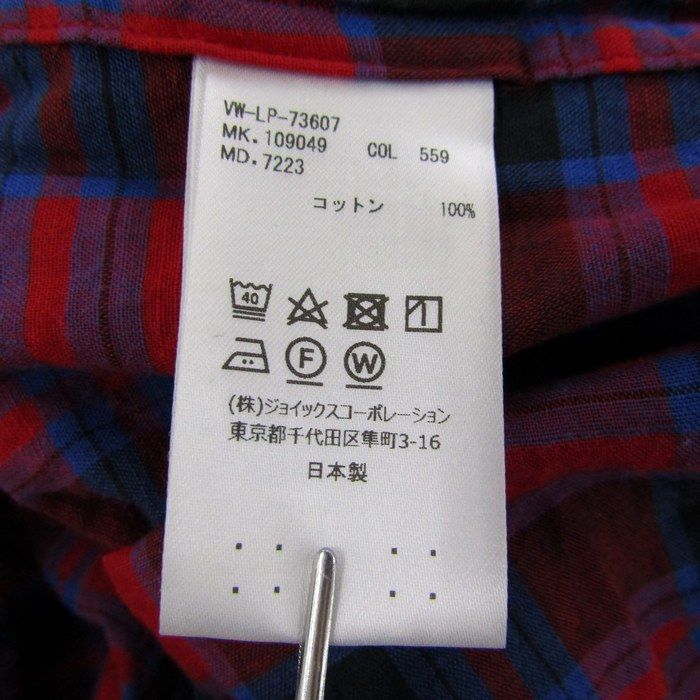 VW-LP-73607
MK.109049 COL 559
MD.7223
コットン 100%
40
F W
(株)ジョイックスコーポレーション
東京都千代田区隼町3-16
日本製